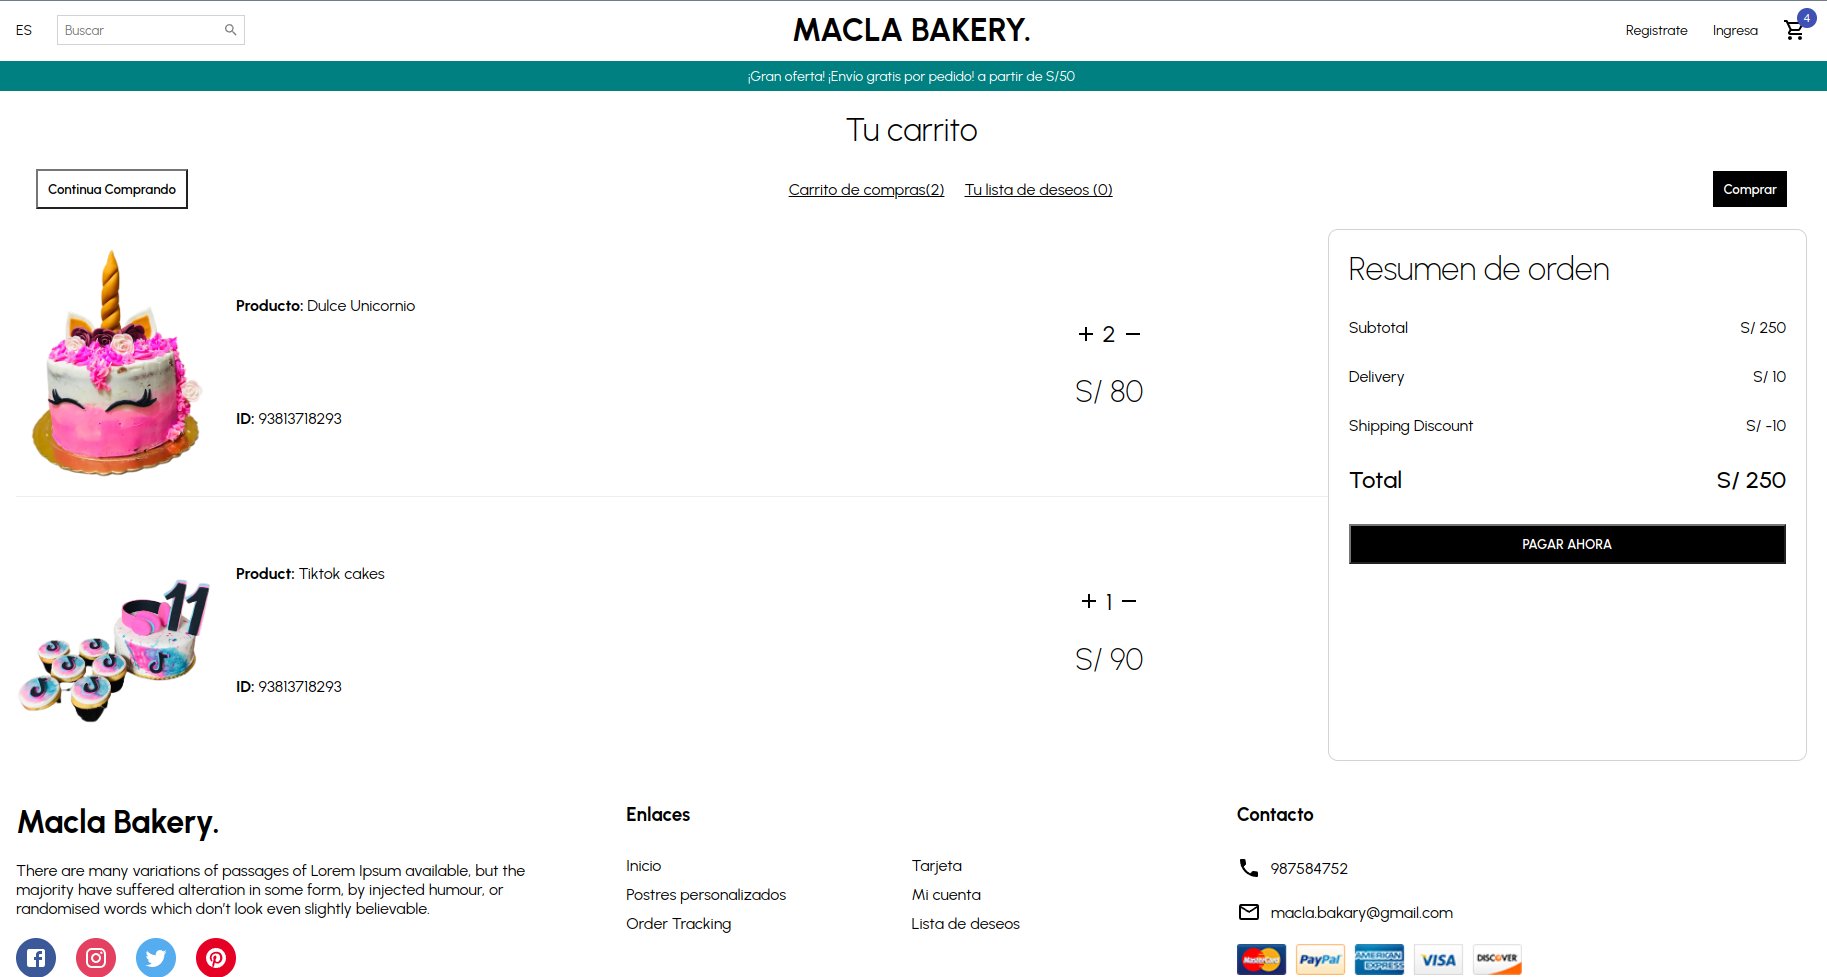 ES
Buscar
MACLA BAKERY.
Registrate
Ingresa
4
¡Gran oferta! ¡Envío gratis por pedido! a partir de S/50
Tu carrito
Continua Comprando
Carrito de compras(2)
Tu lista de deseos (0)
Comprar
Producto: Dulce Unicornio
ID: 93813718293
+ 2 −
S/ 80
11
Product: Tiktok cakes
ID: 93813718293
+ 1 −
S/ 90
Resumen de orden
Subtotal S/ 250
Delivery S/ 10
Shipping Discount S/ -10
Total S/ 250
PAGAR AHORA
Macla Bakery.
There are many variations of passages of Lorem Ipsum available, but the
majority have suffered alteration in some form, by injected humour, or
randomised words which don't look even slightly believable.
Enlaces
Inicio
Postres personalizados
Order Tracking
Tarjeta
Mi cuenta
Lista de deseos
Contacto
987584752
macla.bakary@gmail.com
MasterCard
PayPal
AMERICAN EXPRESS
VISA
DISCOVER